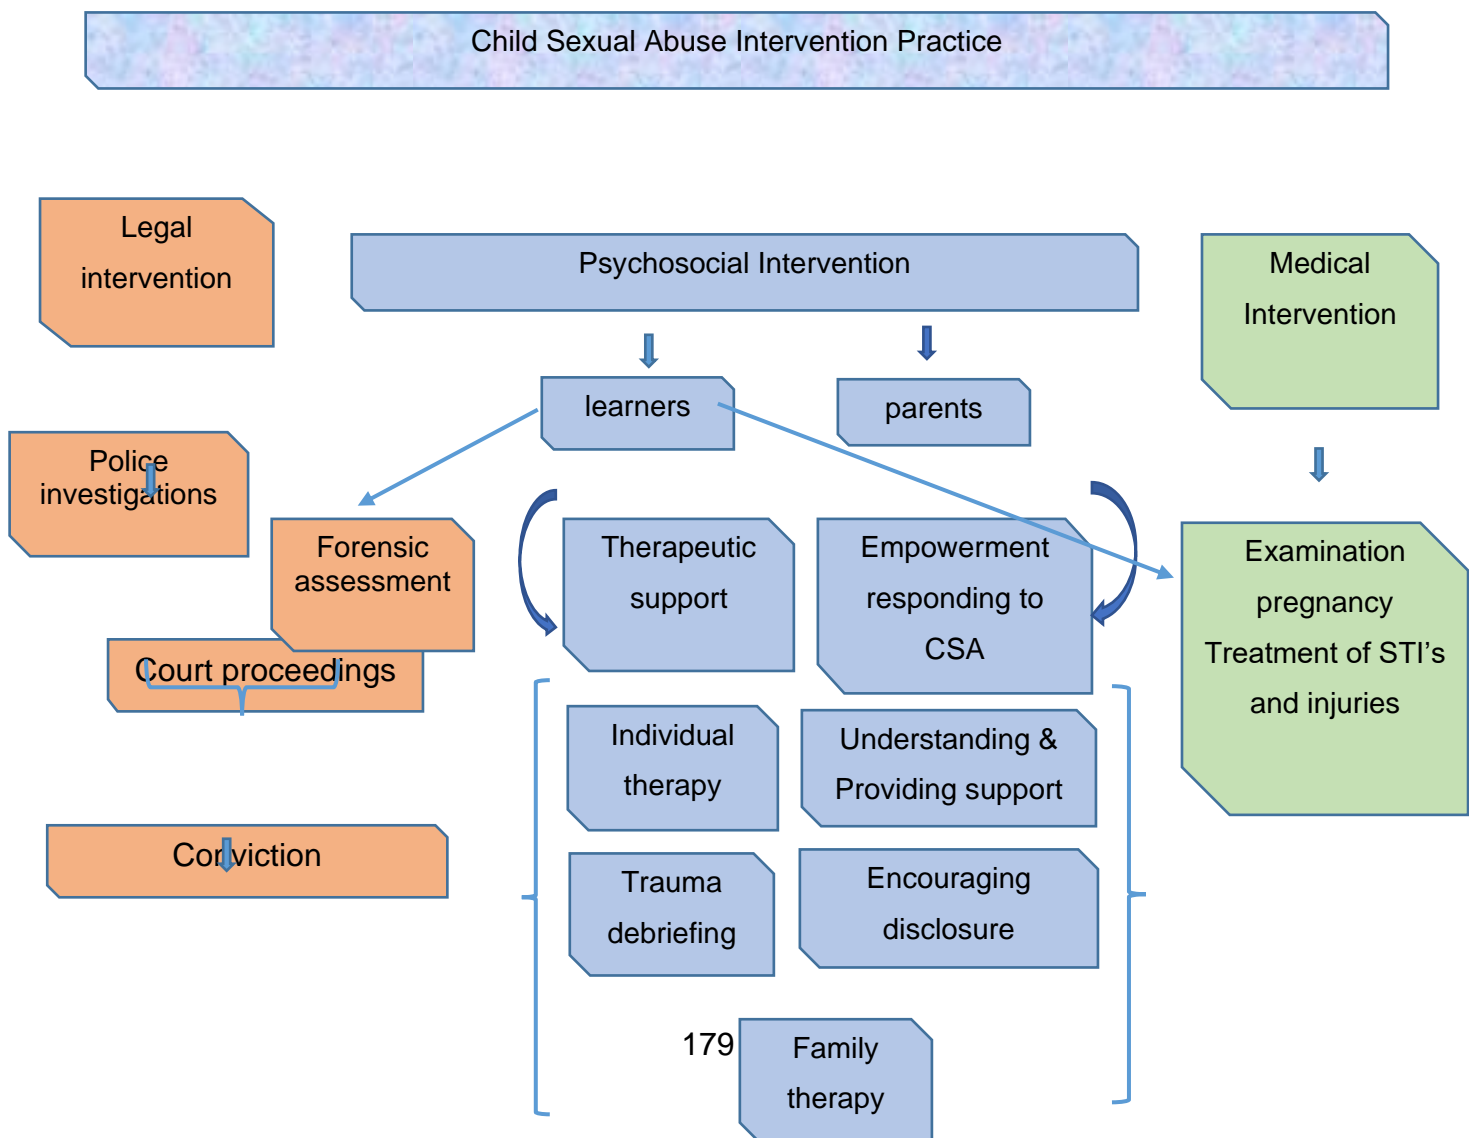 Child Sexual Abuse Intervention Practice
Legal
intervention
Psychosocial Intervention
Medical
Intervention
learners
parents
Police
investigations
Forensic
assessment
Therapeutic
support
Empowerment
responding to
CSA
Examination
pregnancy
Treatment of STI’s
and injuries
Court proceedings
Individual
therapy
Understanding &
Providing support
Conviction
Trauma
debriefing
Encouraging
disclosure
179
Family
therapy